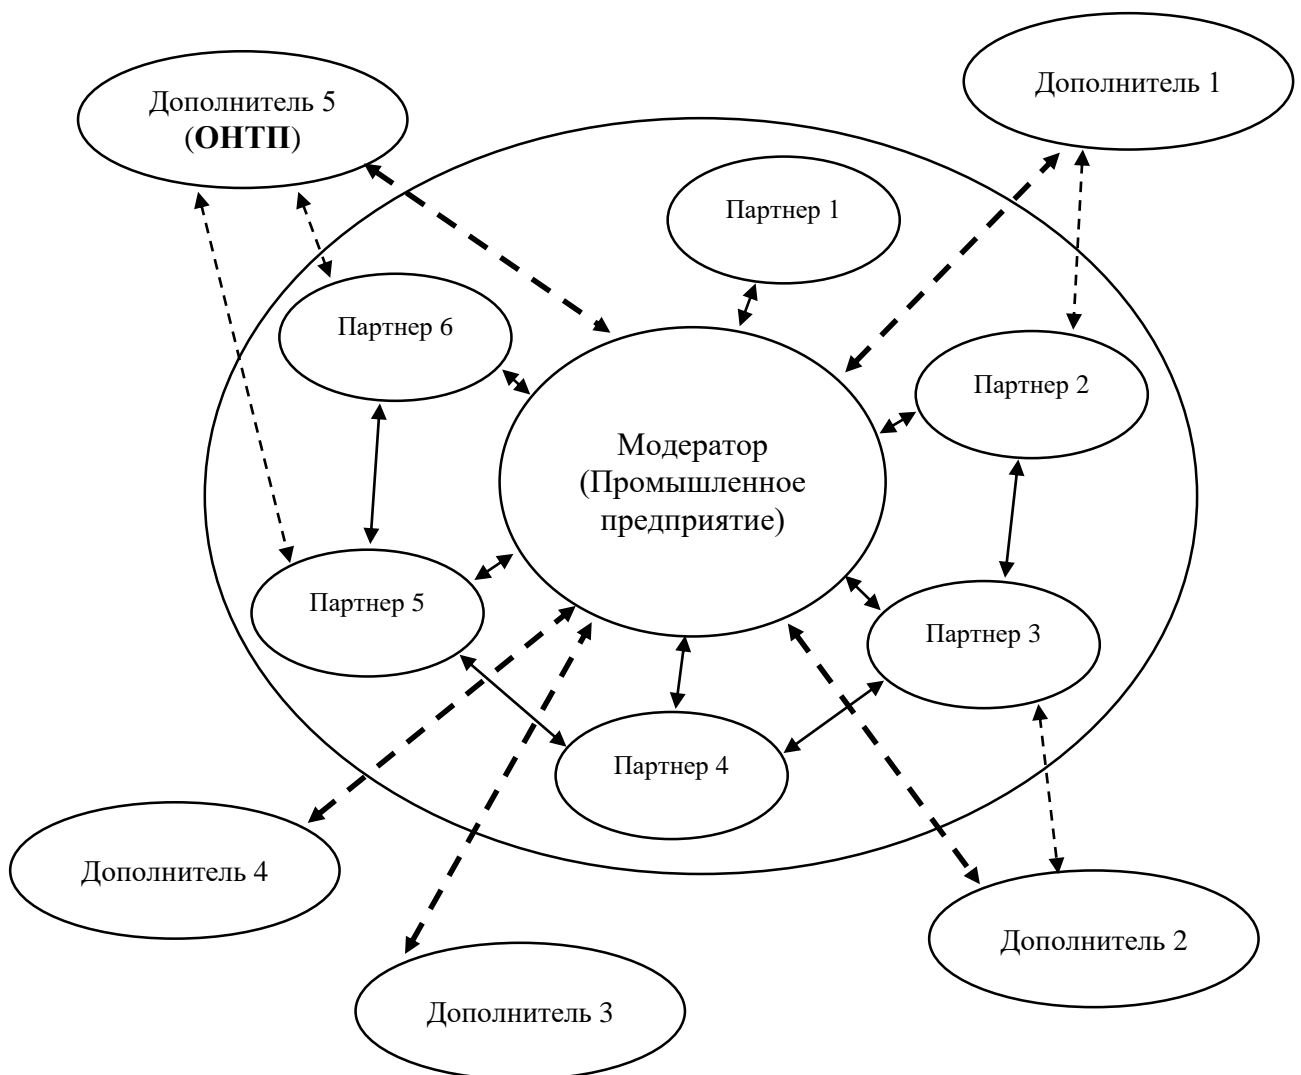 Дополнитель 1
Дополнитель 5
(ОНТП)
Партнер 1
Партнер 6
Партнер 2
Модератор
(Промышленное
предприятие)
Партнер 5
Партнер 3
Партнер 4
Дополнитель 4
Дополнитель 2
Дополнитель 3